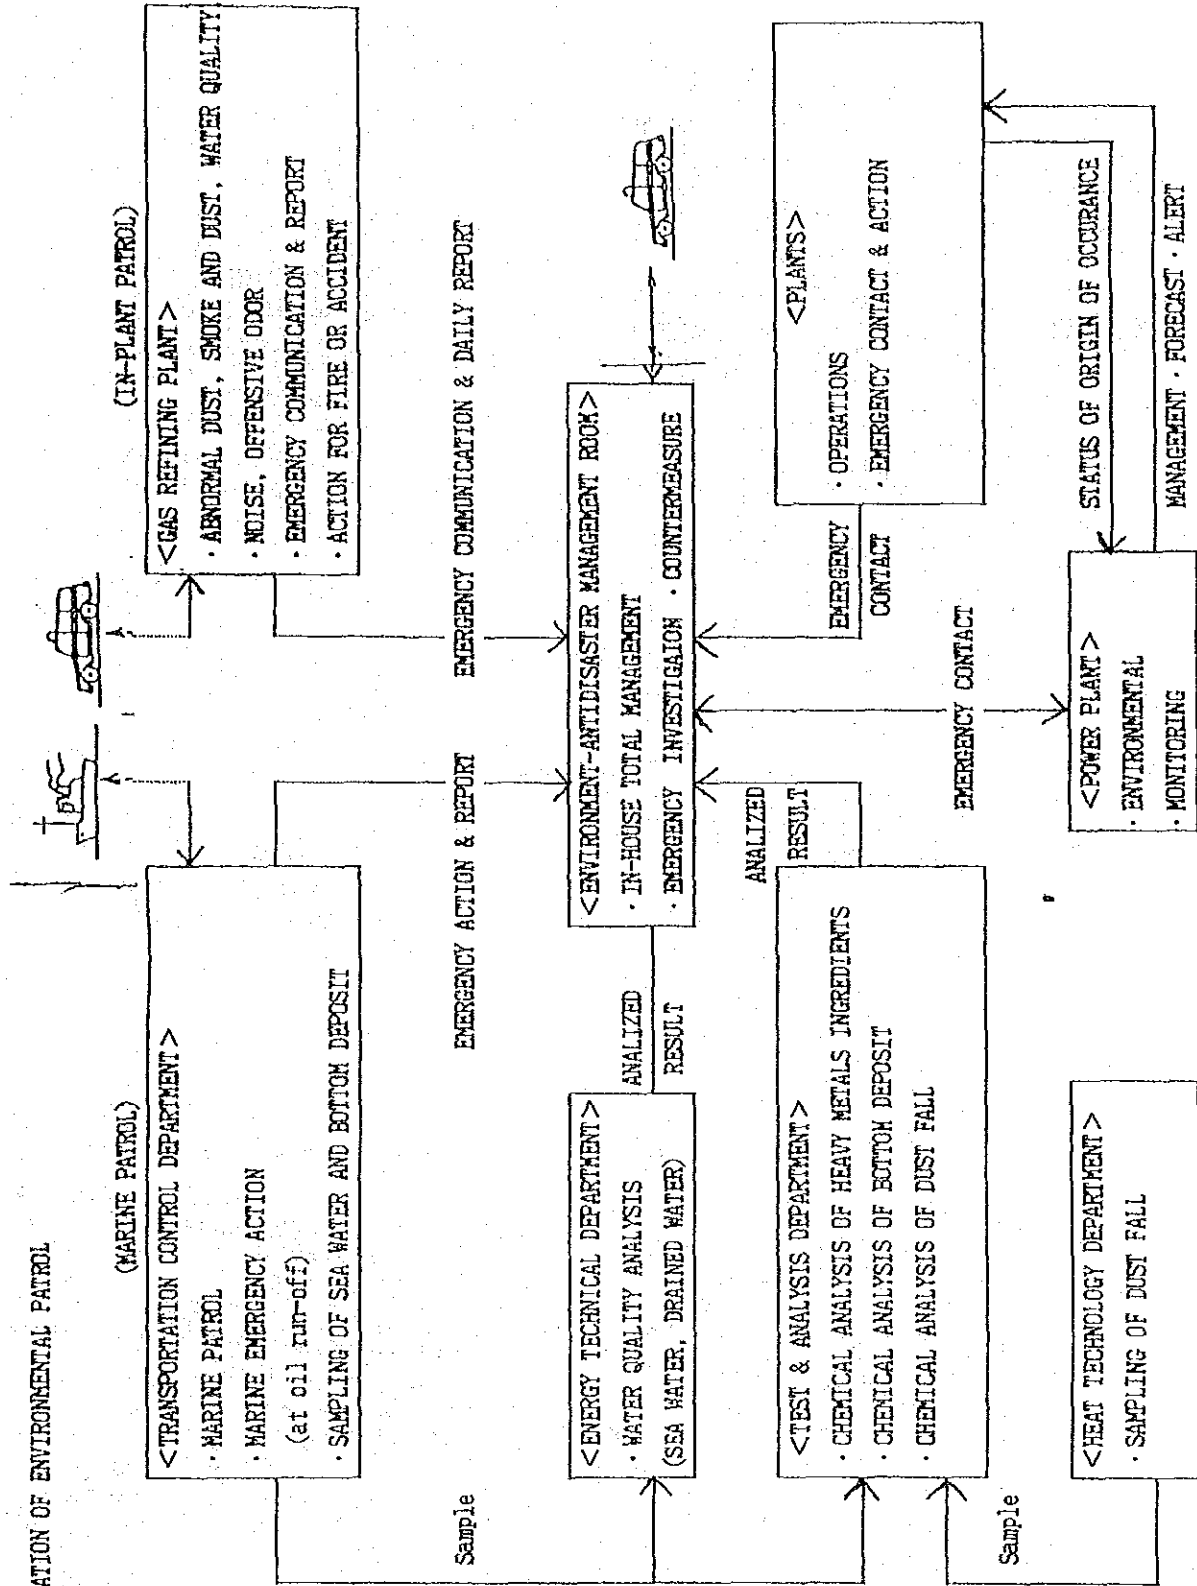 ATION OF ENVIRONMENTAL PATROL
(MARINE PATROL)
<TRANSPORTATION CONTROL DEPARTMENT>
· MARINE PATROL
· MARINE EMERGENCY ACTION
(at oil run-off)
· SAMPLING OF SEA WATER AND BOTTOM DEPOSIT
(IN-PLANT PATROL)
<GAS REFINING PLANT>
· ABNORMAL DUST, SMOKE AND DUST, WATER QUALITY
· NOISE, OFFENSIVE ODOR
· EMERGENCY COMMUNICATION & REPORT
· ACTION FOR FIRE OR ACCIDENT
Sample
EMERGENCY ACTION & REPORT
EMERGENCY COMMUNICATION & DAILY REPORT
<ENERGY TECHNICAL DEPARTMENT>
· WATER QUALITY ANALYSIS
(SEA WATER, DRAINED WATER)
ANALIZED
RESULT
<ENVIRONMENT-ANTIDISASTER MANAGEMENT ROOM>
· IN-HOUSE TOTAL MANAGEMENT
· EMERGENCY INVESTIGAION · COUNTERMEASURE
<TEST & ANALYSIS DEPARTMENT>
· CHEMICAL ANALYSIS OF HEAVY METALS INGREDIENTS
· CHEMICAL ANALYSIS OF BOTTOM DEPOSIT
· CHEMICAL ANALYSIS OF DUST FALL
ANALIZED
RESULT
EMERGENCY
CONTACT
<PLANTS>
· OPERATIONS
· EMERGENCY CONTACT & ACTION
Sample
EMERGENCY CONTACT
STATUS OF ORIGIN OF OCCURANCE
<HEAT TECHNOLOGY DEPARTMENT>
· SAMPLING OF DUST FALL
<POWER PLANT>
· ENVIRONMENTAL
· MONITORING
MANAGEMENT · FORECAST · ALERT